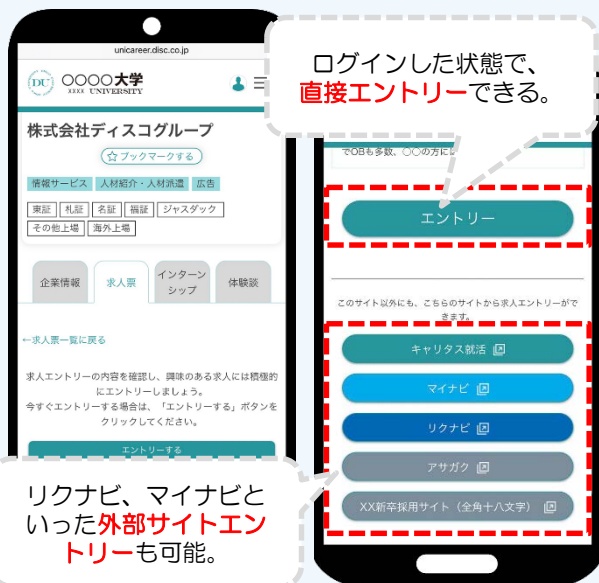 unicareer.disc.co.jp
DU
〇〇〇〇大学
XXXX UNIVERSITY
株式会社ディスコグループ
☆ブックマークする
情報サービス 人材紹介・人材派遣 広告
東証 札証 名証 福証 ジャスダック
その他上場 海外上場
企業情報 求人票 インターンシップ 体験談
←求人票一覧に戻る
求人エントリーの内容を確認し、興味のある求人には積極的
にエントリーしましょう。
今すぐエントリーする場合は、「エントリーする」ボタンを
クリックしてください。
エントリーする
リクナビ、マイナビと
いった外部サイトエン
トリーも可能。
ログインした状態で、
直接エントリーできる。
でOBも多数、〇〇の方に
エントリー
このサイト以外にも、こちらのサイトから求人エントリーがで
きます。
キャリタス就活
マイナビ
リクナビ
アサガク
XX新卒採用サイト（全角十八文字）